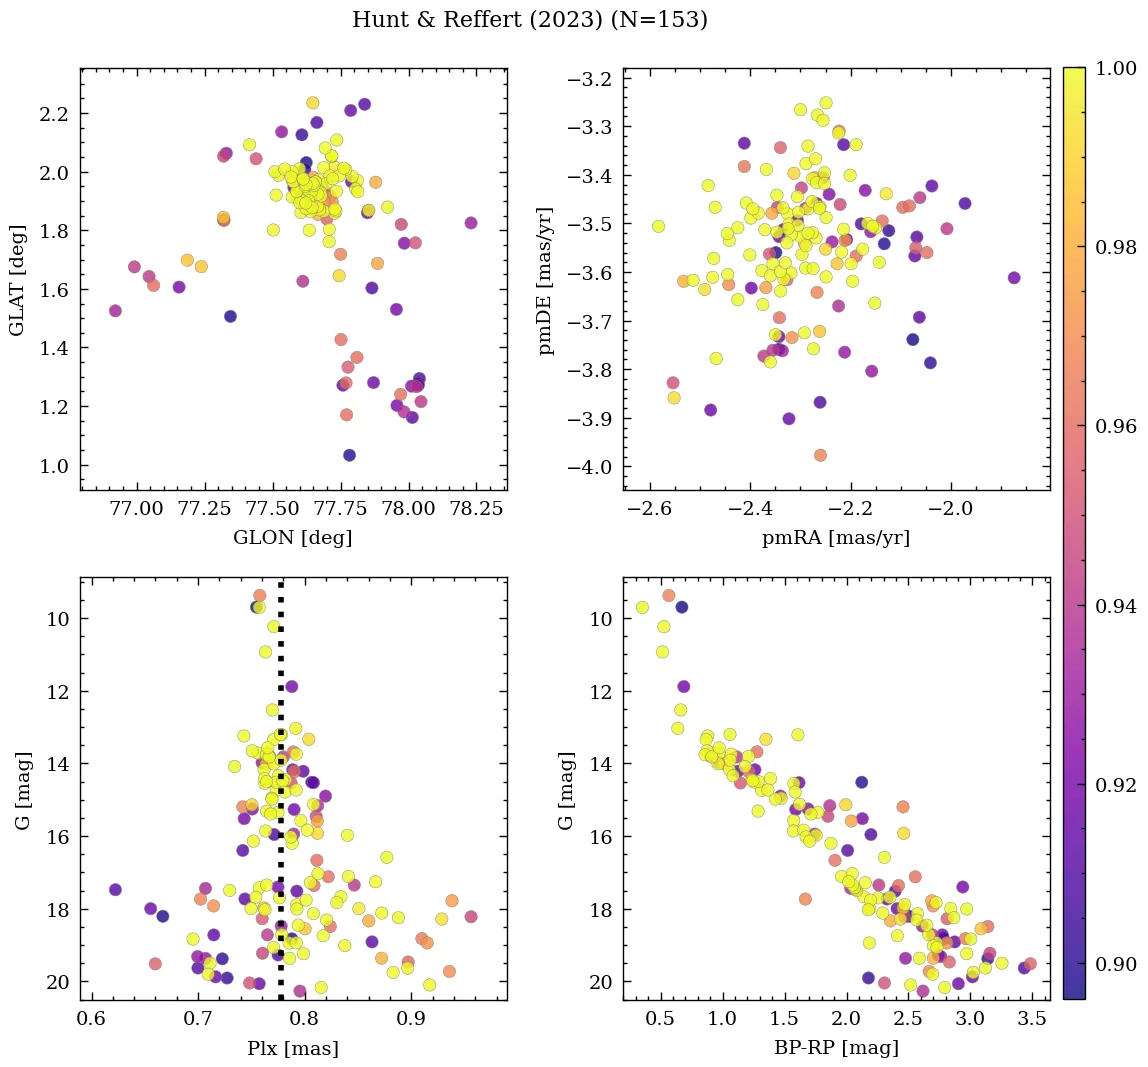 Hunt & Reffert (2023) (N=153)
2.2
2.0
1.8
1.6
1.4
1.2
1.0
GLAT [deg]
77.00 77.25 77.50 77.75 78.00 78.25
GLON [deg]
−3.2
−3.3
−3.4
−3.5
−3.6
−3.7
−3.8
−3.9
−4.0
pmDE [mas/yr]
−2.6 −2.4 −2.2 −2.0
pmRA [mas/yr]
1.00
0.98
0.96
0.94
0.92
0.90
10
12
14
16
18
20
G [mag]
0.6 0.7 0.8 0.9
Plx [mas]
10
12
14
16
18
20
G [mag]
0.5 1.0 1.5 2.0 2.5 3.0 3.5
BP-RP [mag]